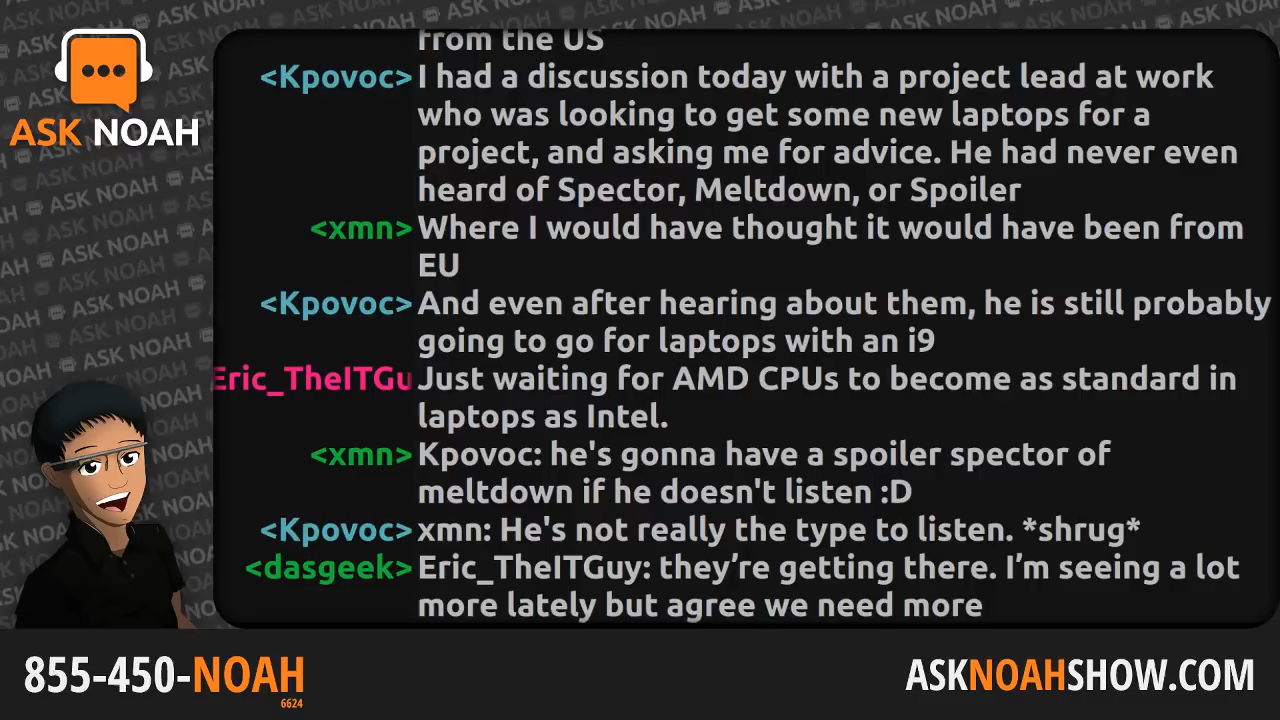 ASK NOAH
from the US
<Kpovoc> I had a discussion today with a project lead at work
who was looking to get some new laptops for a
project, and asking me for advice. He had never even
heard of Spector, Meltdown, or Spoiler
<xmn> Where I would have thought it would have been from
EU
<Kpovoc> And even after hearing about them, he is still probably
going to go for laptops with an i9
Eric_TheITGu Just waiting for AMD CPUs to become as standard in
laptops as Intel.
<xmn> Kpovoc: he's gonna have a spoiler spector of
meltdown if he doesn't listen :D
<Kpovoc> xmn: He's not really the type to listen. *shrug*
<dasgeek> Eric_TheITGuy: they’re getting there. I’m seeing a lot
more lately but agree we need more
855-450-NOAH
6624
ASKNOAHSHOW.COM